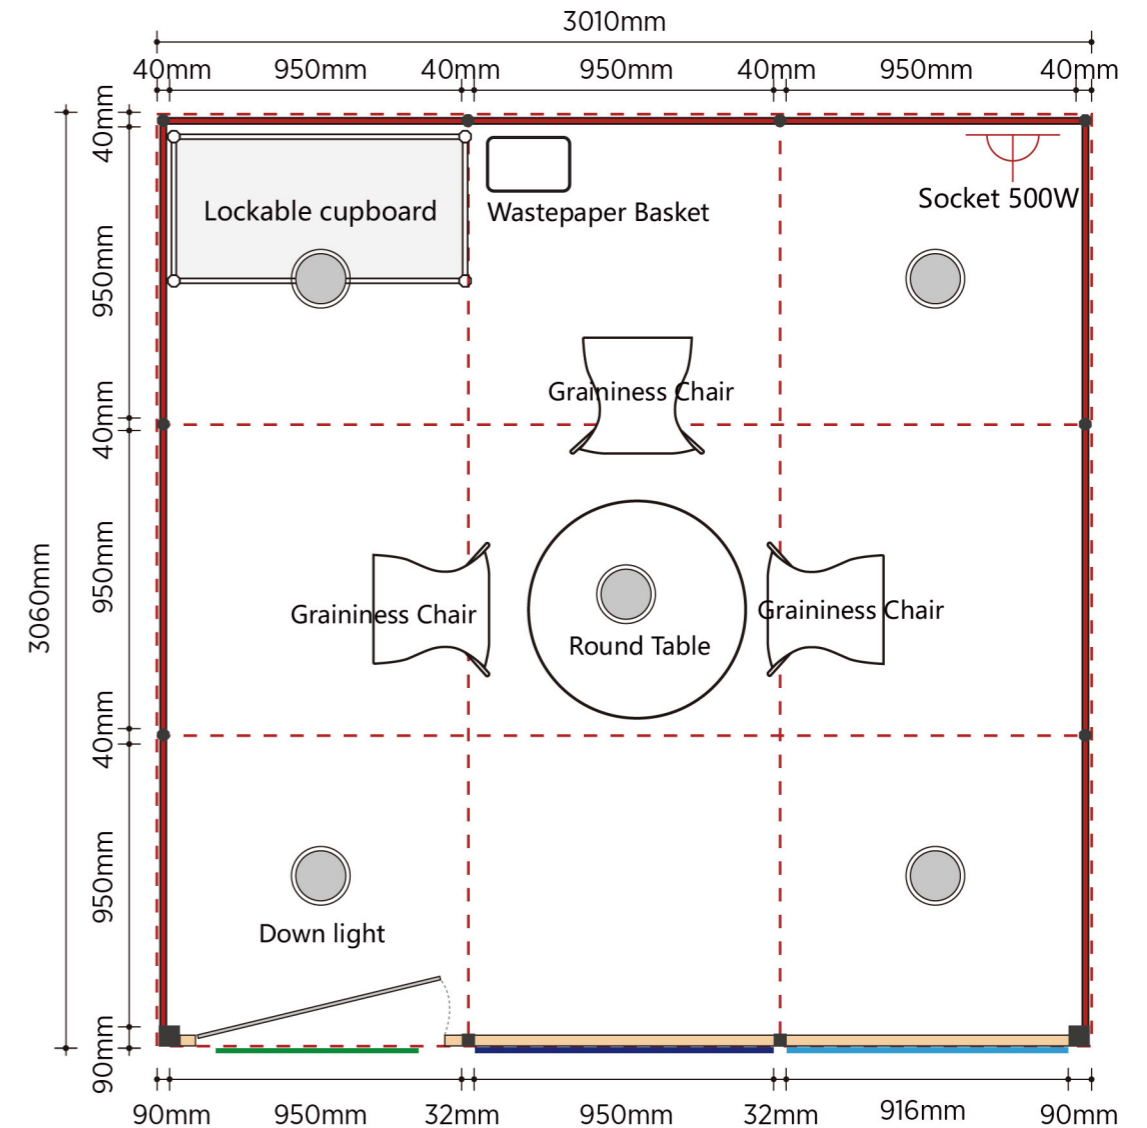 3010mm
40mm 950mm 40mm 950mm 40mm 950mm 40mm
40mm
Lockable cupboard
Wastepaper Basket
Socket 500W
950mm
Graininess Chair
40mm
3060mm
950mm
Graininess Chair
Round Table
Graininess Chair
40mm
950mm
Down light
90mm
90mm 950mm 32mm 950mm 32mm 916mm 90mm